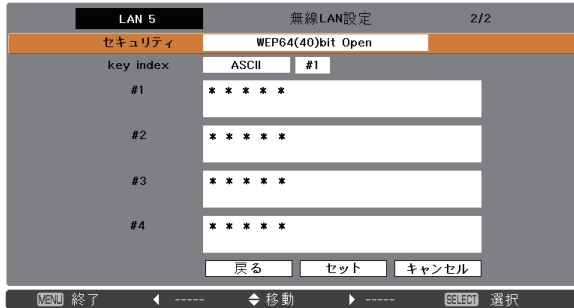 LAN 5 無線LAN設定 2/2
セキュリティ WEP64(40)bit Open
key index ASCII #1
#1 * * * * *
#2 * * * * *
#3 * * * * *
#4 * * * * *
戻る セット キャンセル
MENU 終了 ◀ ----- ◆ 移動 ▶ ----- SELECT 選択